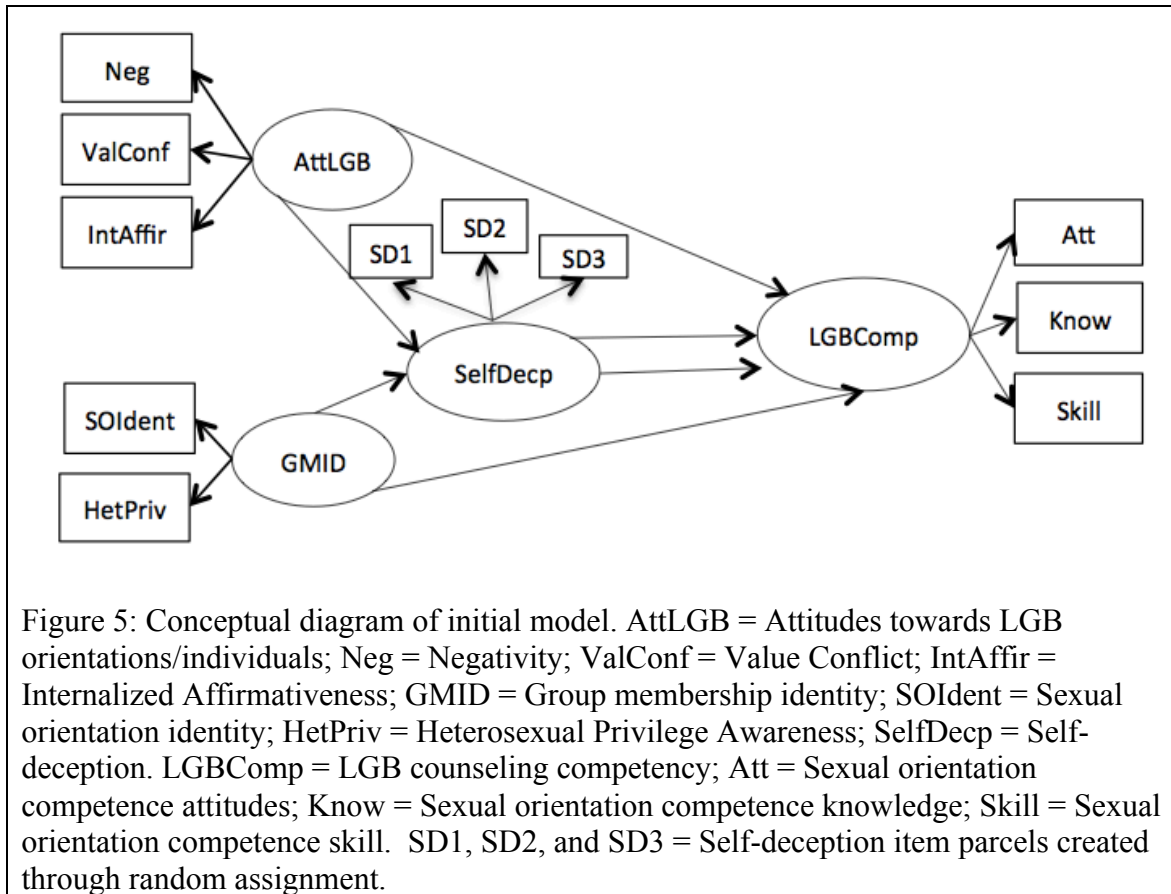 Neg
ValConf
IntAffir
AttLGB
SD1
SD2
SD3
SelfDecp
SOIdent
HetPriv
GMID
LGBComp
Att
Know
Skill
Figure 5: Conceptual diagram of initial model. AttLGB = Attitudes towards LGB
orientations/individuals; Neg = Negativity; ValConf = Value Conflict; IntAffir =
Internalized Affirmativeness; GMID = Group membership identity; SOIdent = Sexual
orientation identity; HetPriv = Heterosexual Privilege Awareness; SelfDecp = Self-
deception. LGBComp = LGB counseling competency; Att = Sexual orientation
competence attitudes; Know = Sexual orientation competence knowledge; Skill = Sexual
orientation competence skill.  SD1, SD2, and SD3 = Self-deception item parcels created
through random assignment.